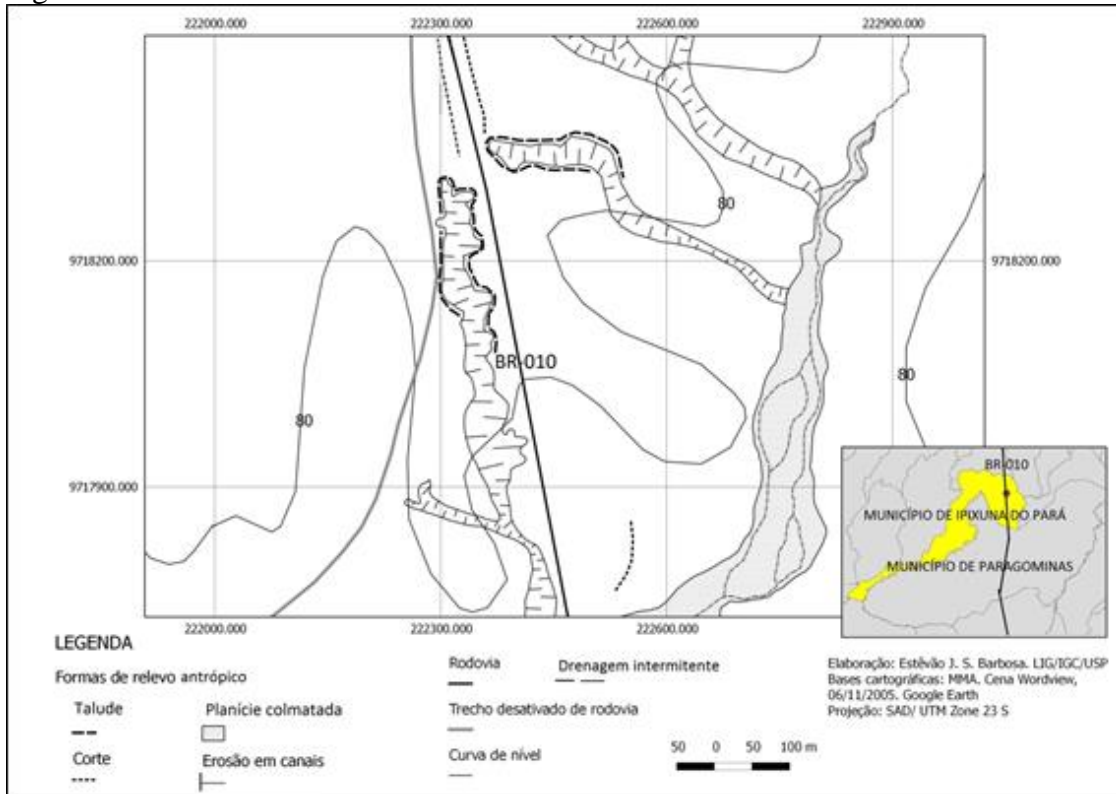 222000.000 222300.000 222600.000 222900.000
80
9718200.000 9718200.000
BR-010
80
80
9717900.000
BR-010
MUNICÍPIO DE IPIXUNA DO PARÁ
MUNICÍPIO DE PARAGOMINAS
222000.000 222300.000 222600.000
LEGENDA
Formas de relevo antrópico
Talude Planície colmatada
Corte Erosão em canais
Rodovia Drenagem intermitente
Trecho desativado de rodovia
Curva de nível
50 0 50 100 m
Elaboração: Estêvão J. S. Barbosa. LIG/IGC/USP
Bases cartográficas: MMA. Cena Wordview,
06/11/2005. Google Earth
Projeção: SAD/ UTM Zone 23 S